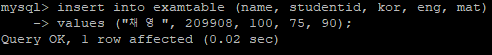 mysql> insert into examtable (name, studentid, kor, eng, mat)
    -> values ("채 영 ", 209908, 100, 75, 90);
Query OK, 1 row affected (0.02 sec)